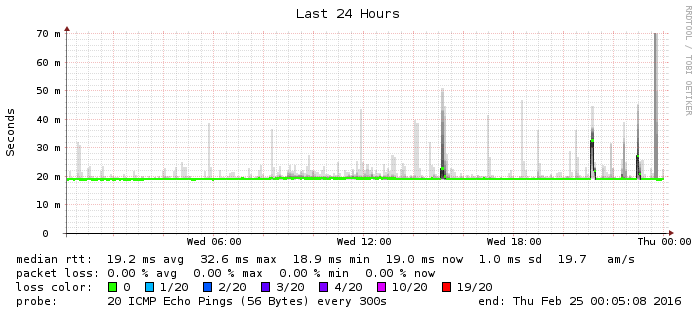 Last 24 Hours
RRDTOOL / TOBI OETIKER
70 m
60 m
50 m
40 m
30 m
20 m
10 m
0
Seconds
Wed 06:00 Wed 12:00 Wed 18:00 Thu 00:00
median rtt: 19.2 ms avg 32.6 ms max 18.9 ms min 19.0 ms now 1.0 ms sd 19.7 am/s
packet loss: 0.00 % avg 0.00 % max 0.00 % min 0.00 % now
loss color: 0 1/20 2/20 3/20 4/20 10/20 19/20
probe: 20 ICMP Echo Pings (56 Bytes) every 300s end: Thu Feb 25 00:05:08 2016